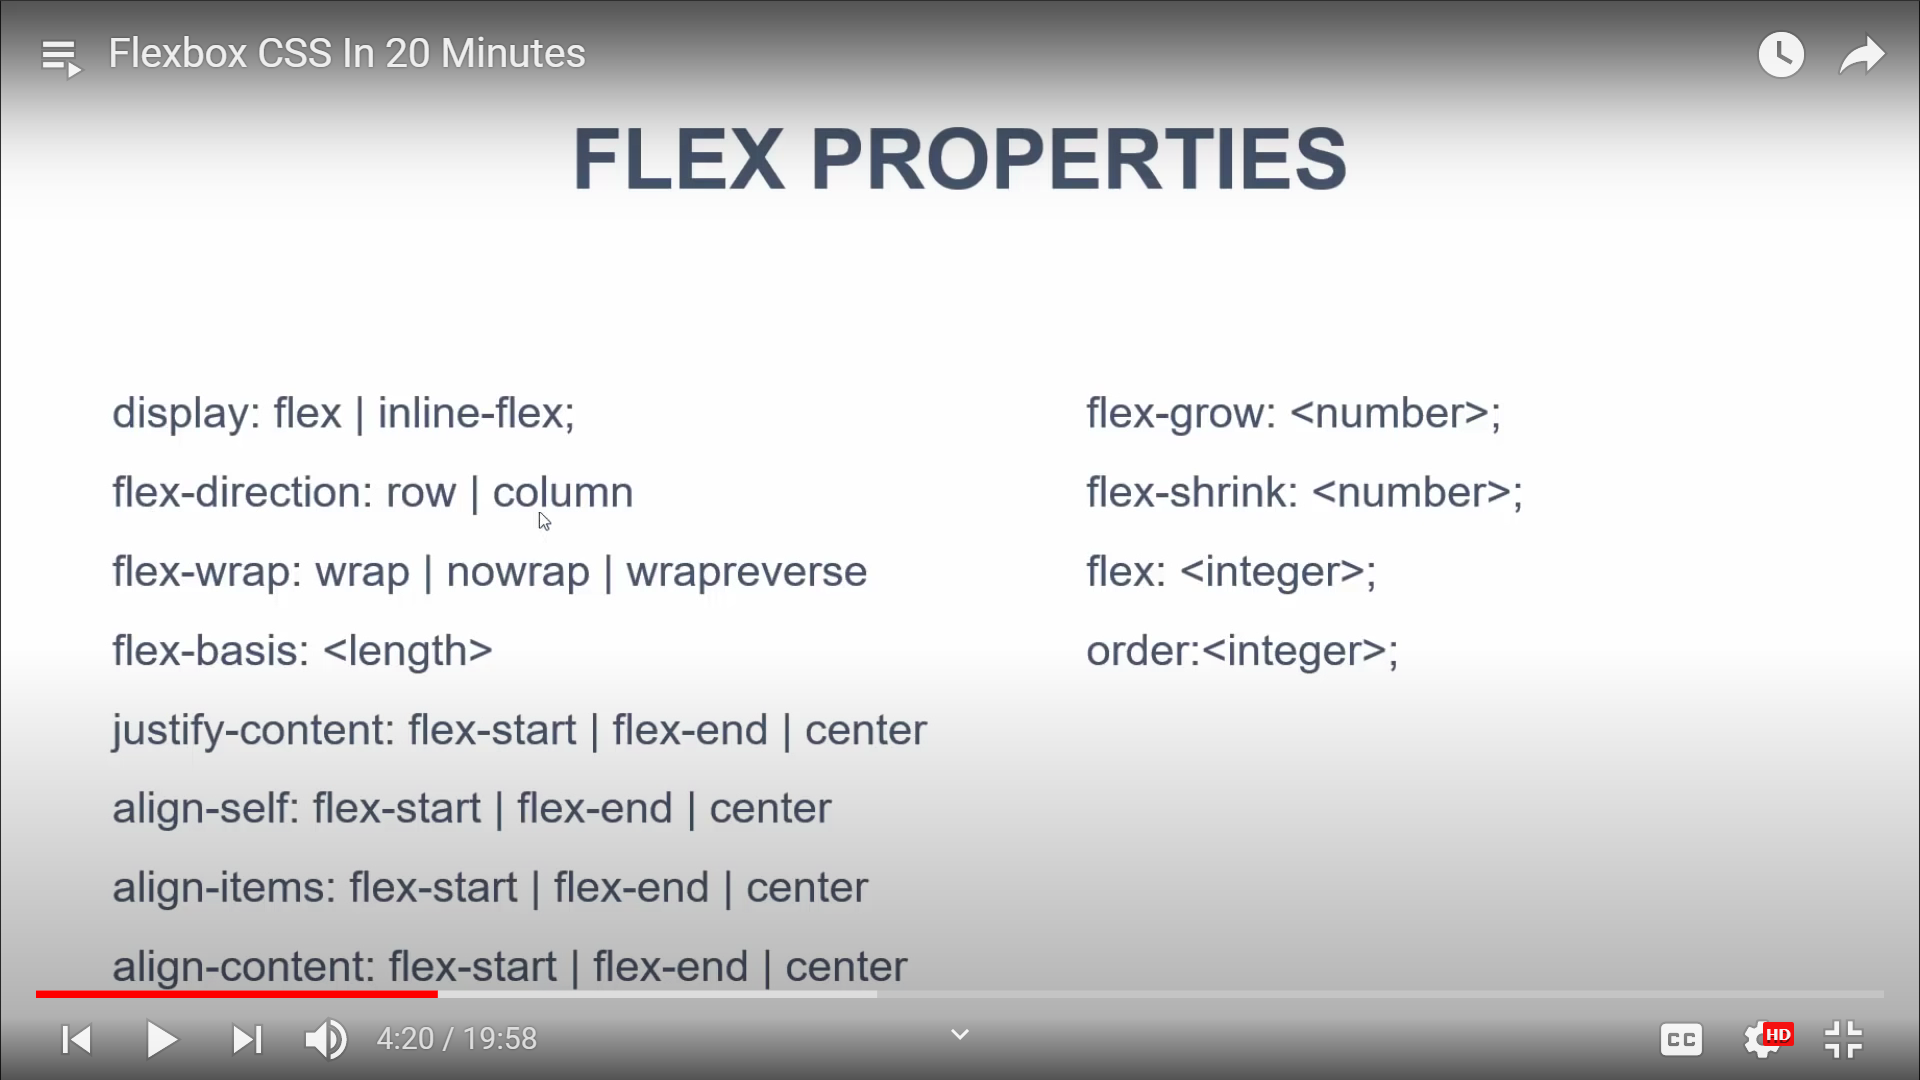 Flexbox CSS In 20 Minutes
FLEX PROPERTIES
display: flex | inline-flex;
flex-direction: row | column
flex-wrap: wrap | nowrap | wrapreverse
flex-basis: <length>
justify-content: flex-start | flex-end | center
align-self: flex-start | flex-end | center
align-items: flex-start | flex-end | center
align-content: flex-start | flex-end | center
flex-grow: <number>;
flex-shrink: <number>;
flex: <integer>;
order:<integer>;
4:20 / 19:58
CC
HD